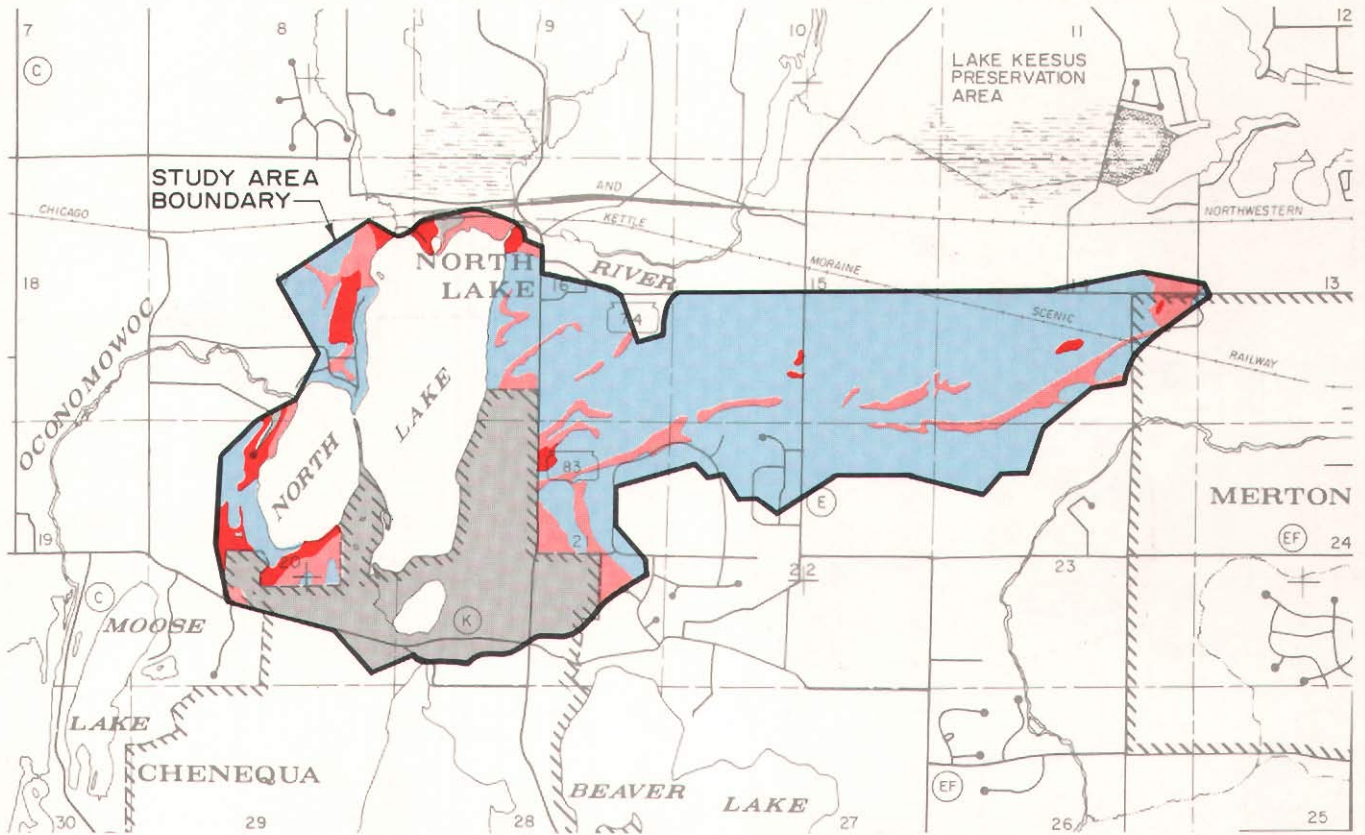 7
8
9
10
11
12
C
LAKE KEESUS
PRESERVATION
AREA
STUDY AREA
BOUNDARY
AND
CHICAGO
KETTLE
NORTHWESTERN
NORTH
LAKE
RIVER
MORAINE
18
16
15
14
13
74
SCENIC
RAILWAY
OCONOMOWOC
LAKE
NORTH
83
E
MERTON
EF
19
20
21
22
23
24
C
K
MOOSE
LAKE
CHENEQUA
BEAVER
LAKE
EF
30
29
28
27
26
25